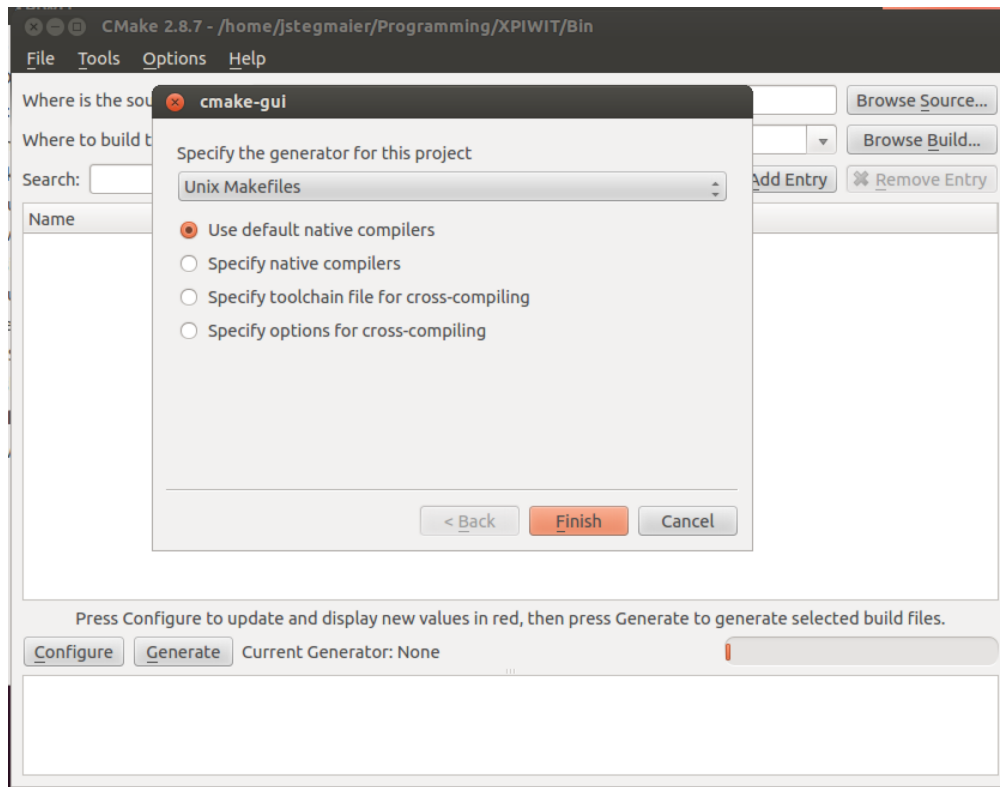 CMake 2.8.7 - /home/jstegmaier/Programming/XPIWIT/Bin
File Tools Options Help
Where is the sou
Browse Source...
Where to build t
Browse Build...
Search:
Add Entry
Remove Entry
Name
cmake-gui
Specify the generator for this project
Unix Makefiles
Use default native compilers
Specify native compilers
Specify toolchain file for cross-compiling
Specify options for cross-compiling
< Back Finish Cancel
Press Configure to update and display new values in red, then press Generate to generate selected build files.
Configure Generate Current Generator: None